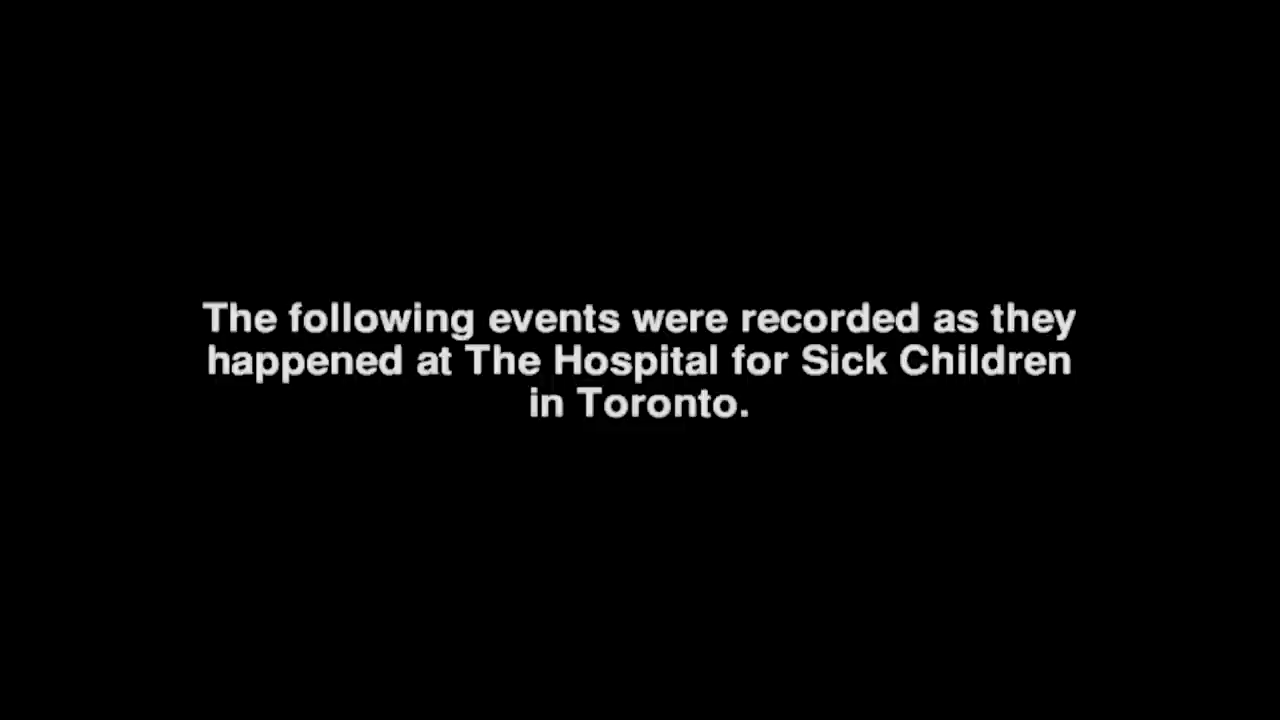 The following events were recorded as they
happened at The Hospital for Sick Children
in Toronto.